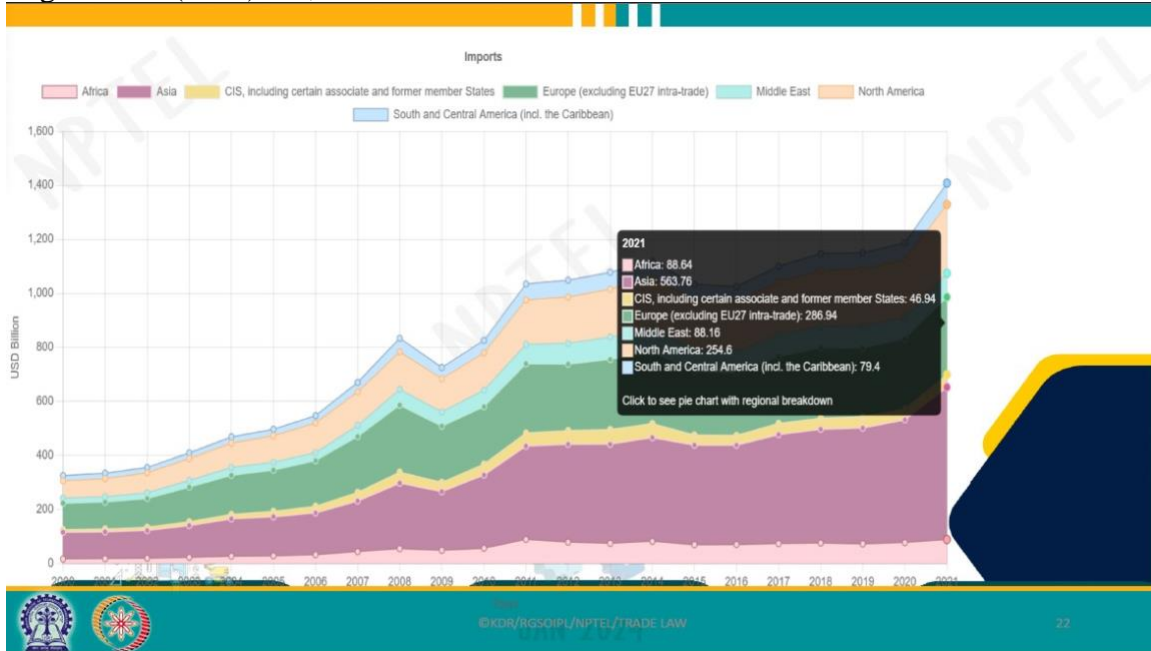 Imports
Africa Asia CIS, including certain associate and former member States Europe (excluding EU27 intra-trade) Middle East North America
South and Central America (incl. the Caribbean)
1,600
1,400
1,200
1,000
800
600
400
200
0
USD Billion
2021
Africa: 88.64
Asia: 563.76
CIS, including certain associate and former member States: 46.94
Europe (excluding EU27 intra-trade): 286.94
Middle East: 88.16
North America: 254.6
South and Central America (incl. the Caribbean): 79.4
Click to see pie chart with regional breakdown
2006 2007 2008 2009 2015 2016 2017 2018 2019 2020
NPTEL
NPTEL
NPTEL
©KDR/RGSOIPL/NPTEL/TRADE LAW
JAN 2024
22